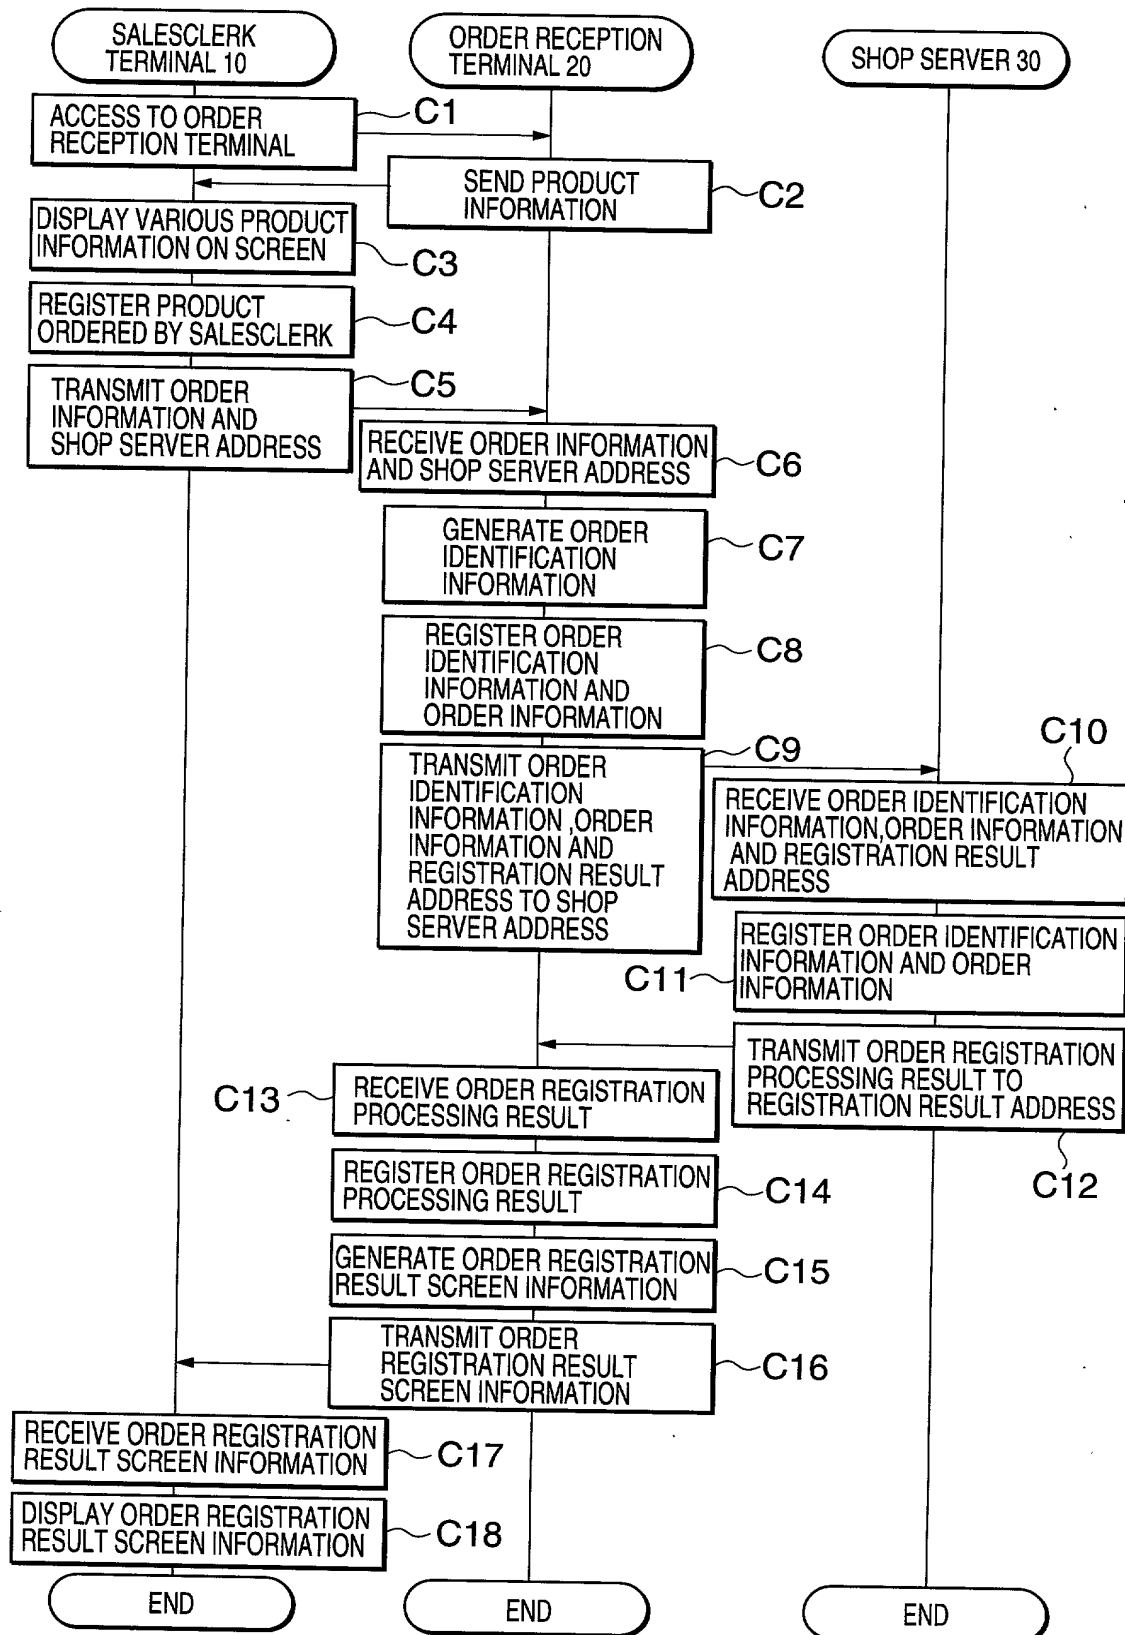 SALESCLERK
TERMINAL 10
ORDER RECEPTION
TERMINAL 20
SHOP SERVER 30
ACCESS TO ORDER
RECEPTION TERMINAL
C1
SEND PRODUCT
INFORMATION
C2
DISPLAY VARIOUS PRODUCT
INFORMATION ON SCREEN
C3
REGISTER PRODUCT
ORDERED BY SALESCLERK
C4
TRANSMIT ORDER
INFORMATION AND
SHOP SERVER ADDRESS
C5
RECEIVE ORDER INFORMATION
AND SHOP SERVER ADDRESS
C6
GENERATE ORDER
IDENTIFICATION
INFORMATION
C7
REGISTER ORDER
IDENTIFICATION
INFORMATION AND
ORDER INFORMATION
C8
TRANSMIT ORDER
IDENTIFICATION
INFORMATION ,ORDER
INFORMATION AND
REGISTRATION RESULT
ADDRESS TO SHOP
SERVER ADDRESS
C9
C10
RECEIVE ORDER IDENTIFICATION
INFORMATION,ORDER INFORMATION
AND REGISTRATION RESULT
ADDRESS
REGISTER ORDER IDENTIFICATION
INFORMATION AND ORDER
INFORMATION
C11
TRANSMIT ORDER REGISTRATION
PROCESSING RESULT TO
REGISTRATION RESULT ADDRESS
C12
C13
RECEIVE ORDER REGISTRATION
PROCESSING RESULT
REGISTER ORDER REGISTRATION
PROCESSING RESULT
C14
GENERATE ORDER REGISTRATION
RESULT SCREEN INFORMATION
C15
TRANSMIT ORDER
REGISTRATION RESULT
SCREEN INFORMATION
C16
RECEIVE ORDER REGISTRATION
RESULT SCREEN INFORMATION
C17
DISPLAY ORDER REGISTRATION
RESULT SCREEN INFORMATION
C18
END
END
END